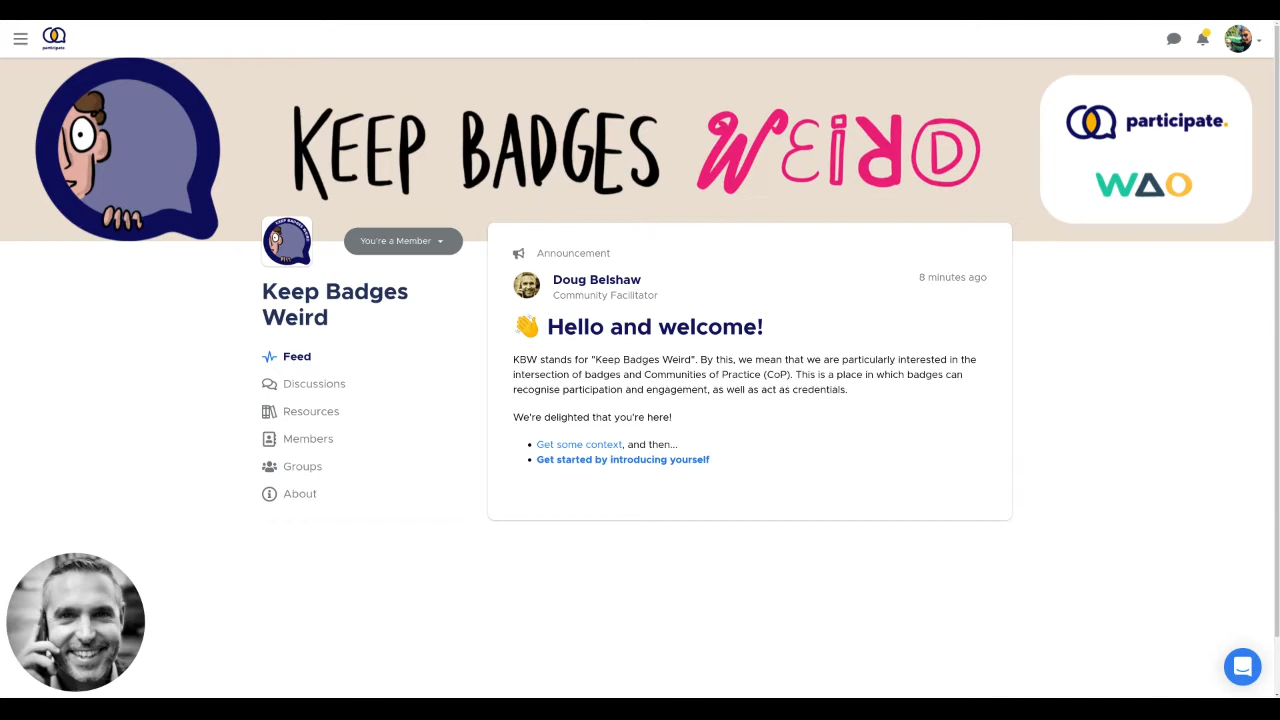 participate.
KEEP BADGES WEIRD
participate.
WAO
KEEP BADGES WEIRD
You're a Member
Keep Badges
Weird
Feed
Discussions
Resources
Members
Groups
About
Announcement
Doug Belshaw
8 minutes ago
Community Facilitator
👋 Hello and welcome!
KBW stands for "Keep Badges Weird". By this, we mean that we are particularly interested in the
intersection of badges and Communities of Practice (CoP). This is a place in which badges can
recognise participation and engagement, as well as act as credentials.
We're delighted that you're here!
• Get some context, and then...
• Get started by introducing yourself